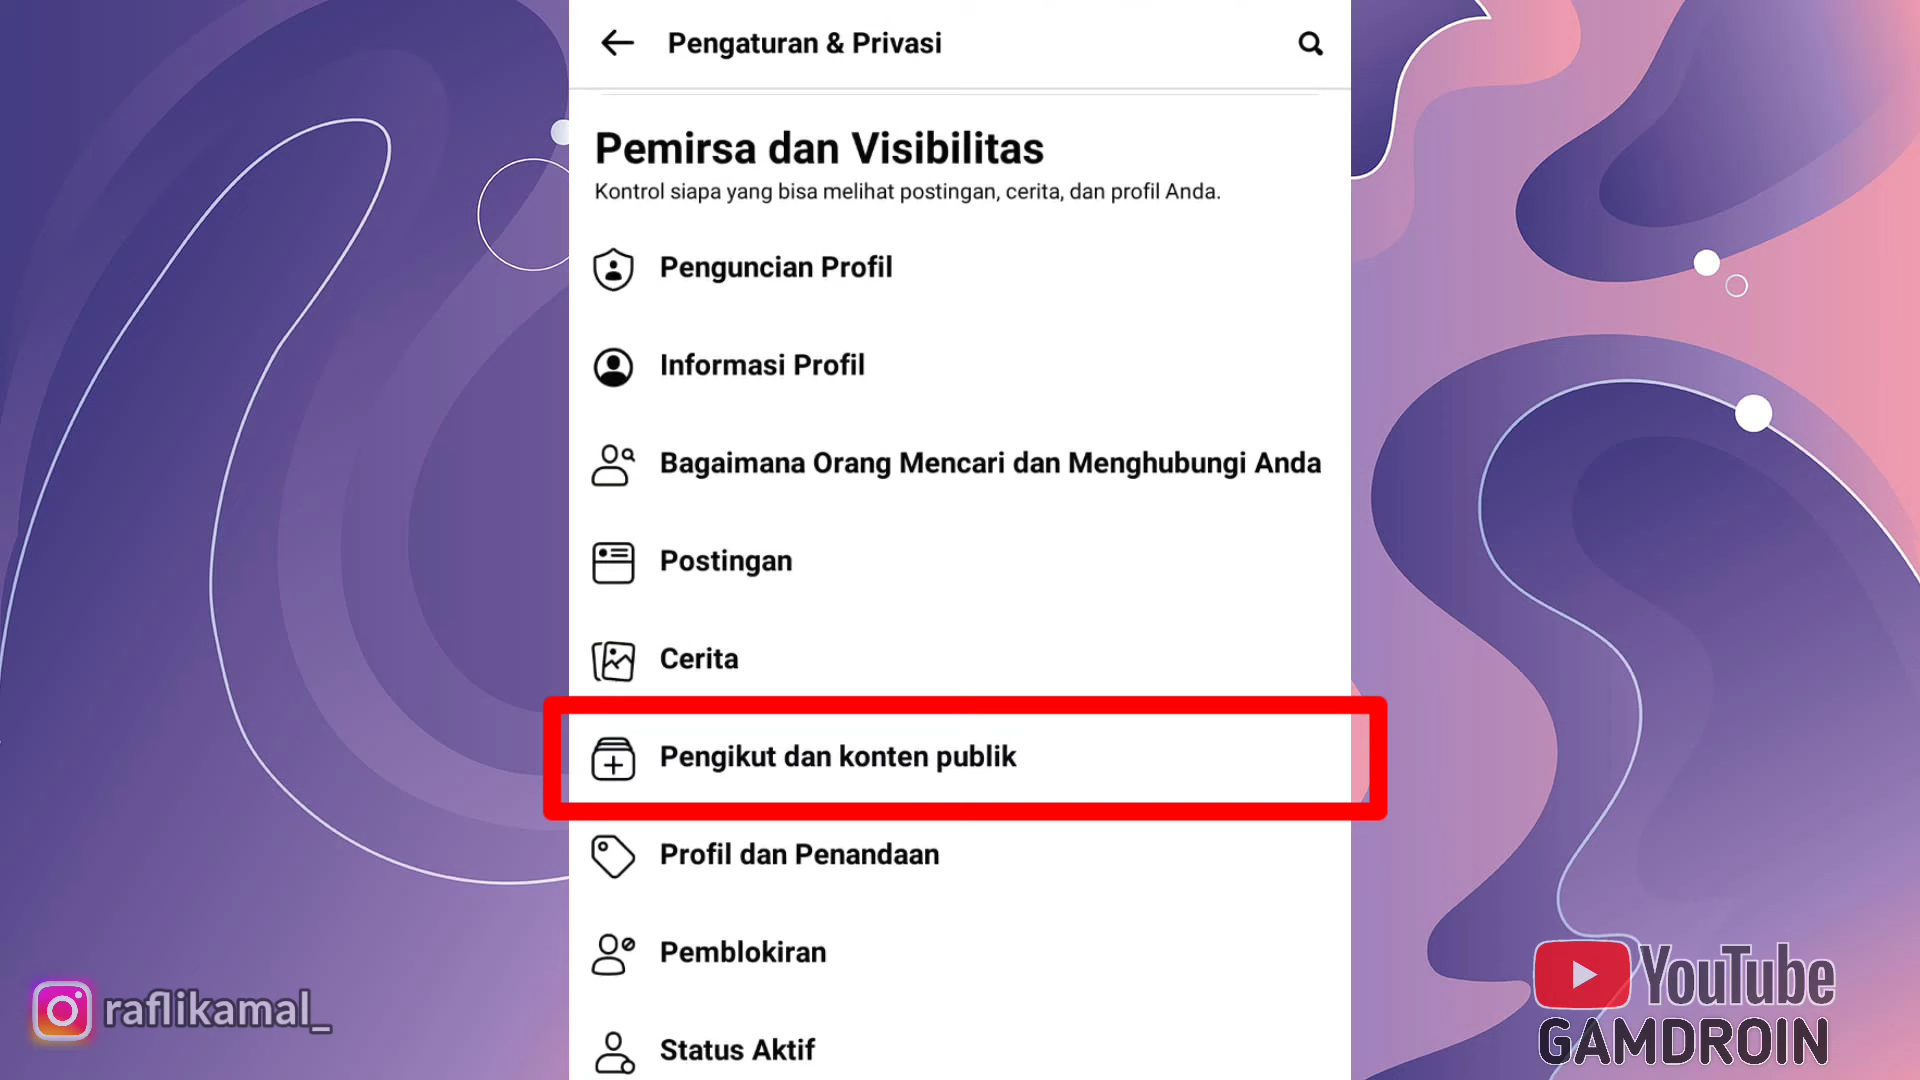 Pengaturan & Privasi
Pemirsa dan Visibilitas
Kontrol siapa yang bisa melihat postingan, cerita, dan profil Anda.
Penguncian Profil
Informasi Profil
Bagaimana Orang Mencari dan Menghubungi Anda
Postingan
Cerita
Pengikut dan konten publik
Profil dan Penandaan
Pemblokiran
Status Aktif
raflikamal_
YouTube
GAMDROIN